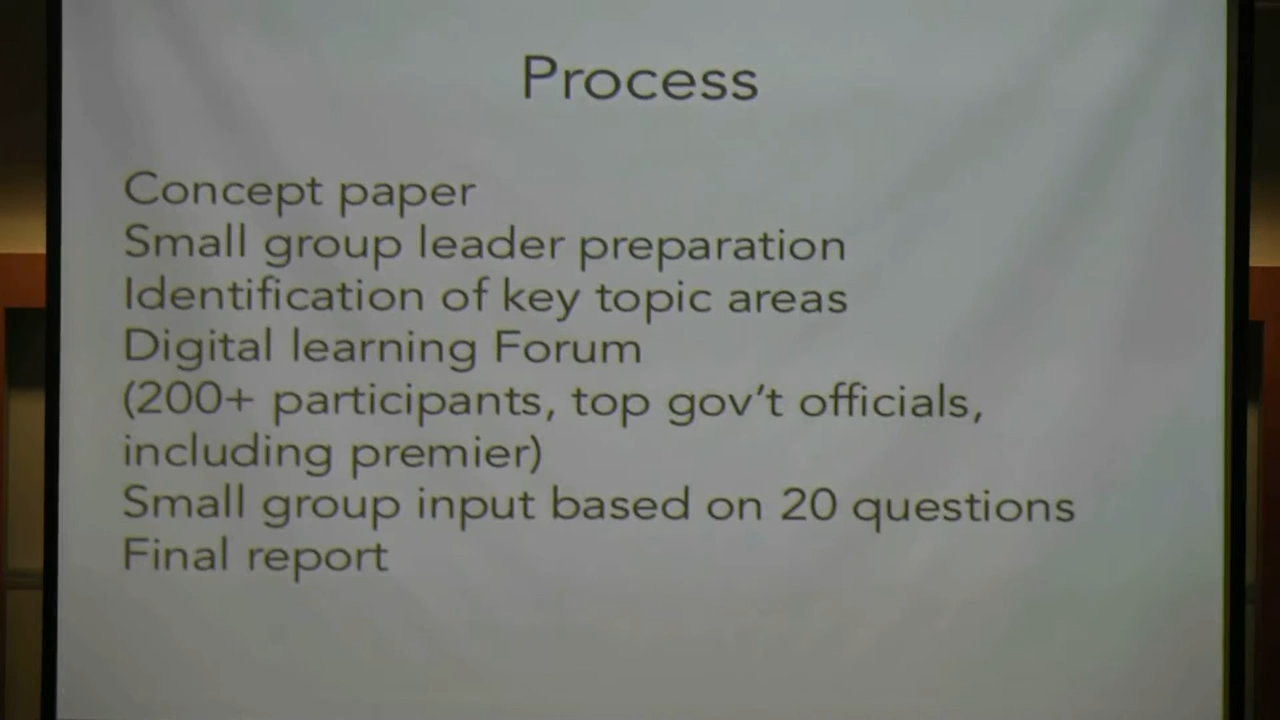 Process
Concept paper
Small group leader preparation
Identification of key topic areas
Digital learning Forum
(200+ participants, top gov't officials,
including premier)
Small group input based on 20 questions
Final report